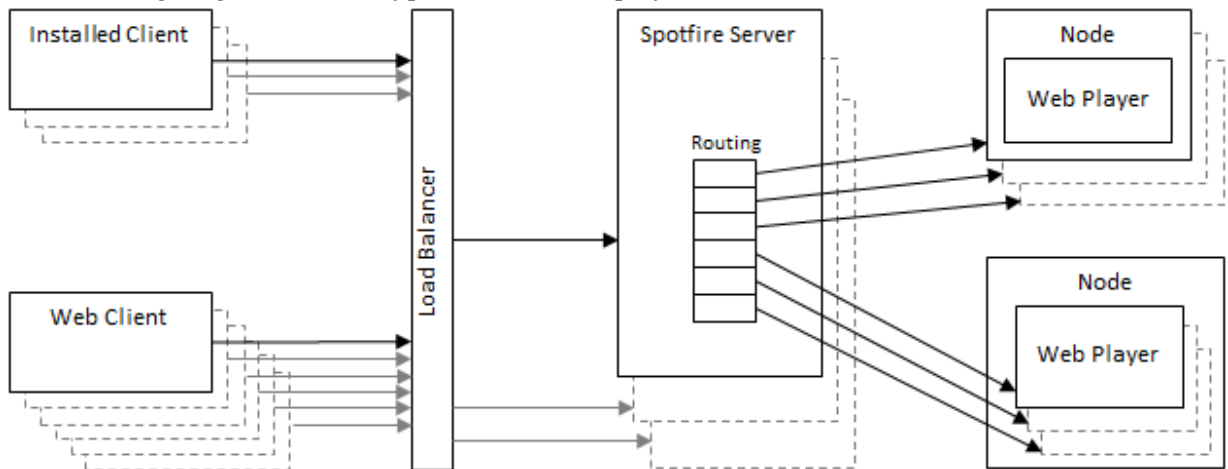 Installed Client
Spotfire Server
Node
Web Player
Routing
Load Balancer
Web Client
Node
Web Player